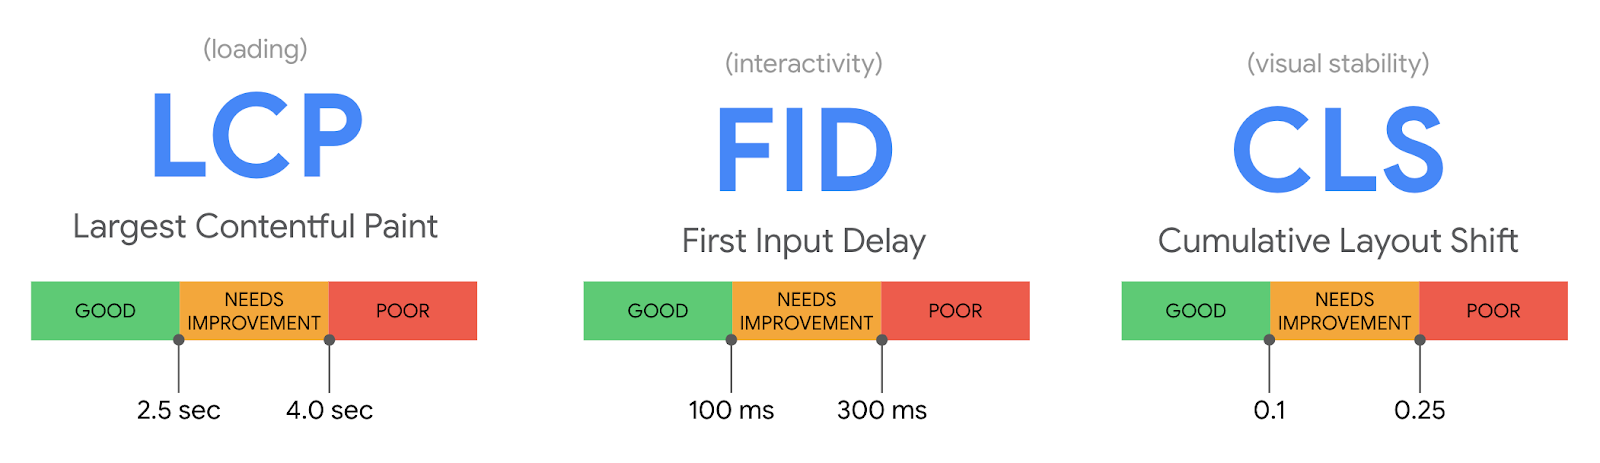 (loading)
LCP
Largest Contentful Paint
GOOD
NEEDS
IMPROVEMENT
POOR
2.5 sec
4.0 sec
(interactivity)
FID
First Input Delay
GOOD
NEEDS
IMPROVEMENT
POOR
100 ms
300 ms
(visual stability)
CLS
Cumulative Layout Shift
GOOD
NEEDS
IMPROVEMENT
POOR
0.1
0.25